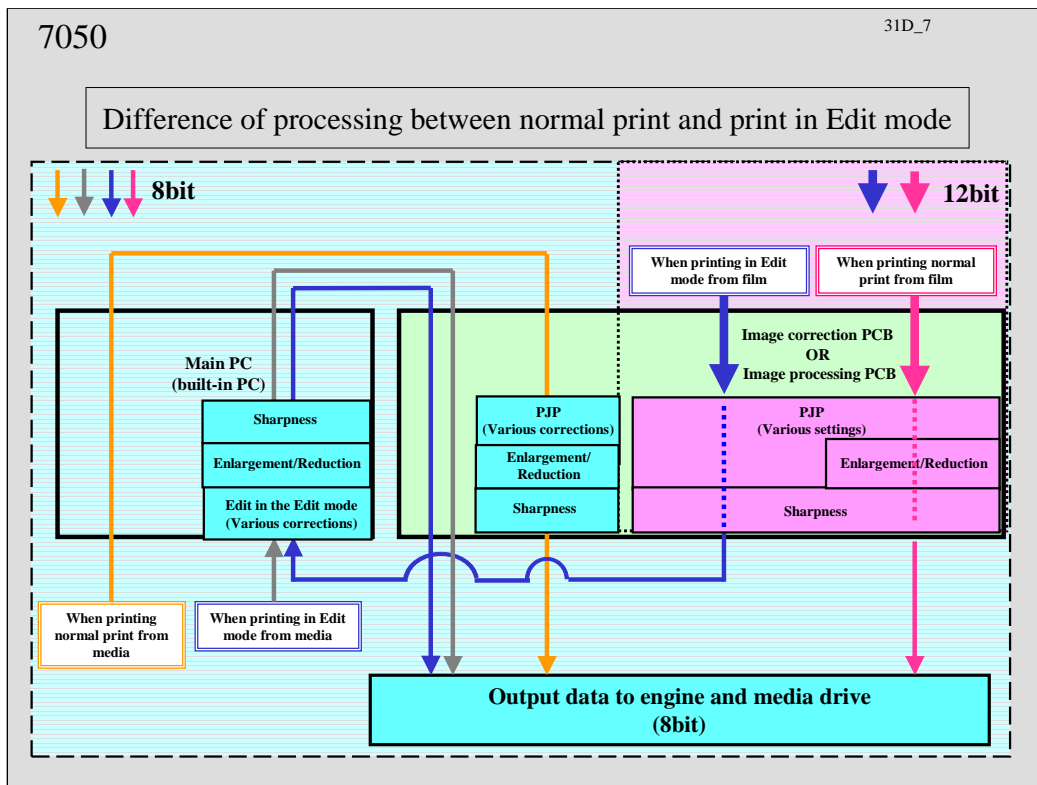 7050
31D_7
Difference of processing between normal print and print in Edit mode
8bit
12bit
When printing in Edit
mode from film
When printing normal
print from film
Main PC
(built-in PC)
Image correction PCB
OR
Image processing PCB
Sharpness
Enlargement/Reduction
Edit in the Edit mode
(Various corrections)
PJP
(Various corrections)
Enlargement/
Reduction
Sharpness
PJP
(Various settings)
Enlargement/Reduction
Sharpness
When printing
normal print from
media
When printing in Edit
mode from media
Output data to engine and media drive
(8bit)